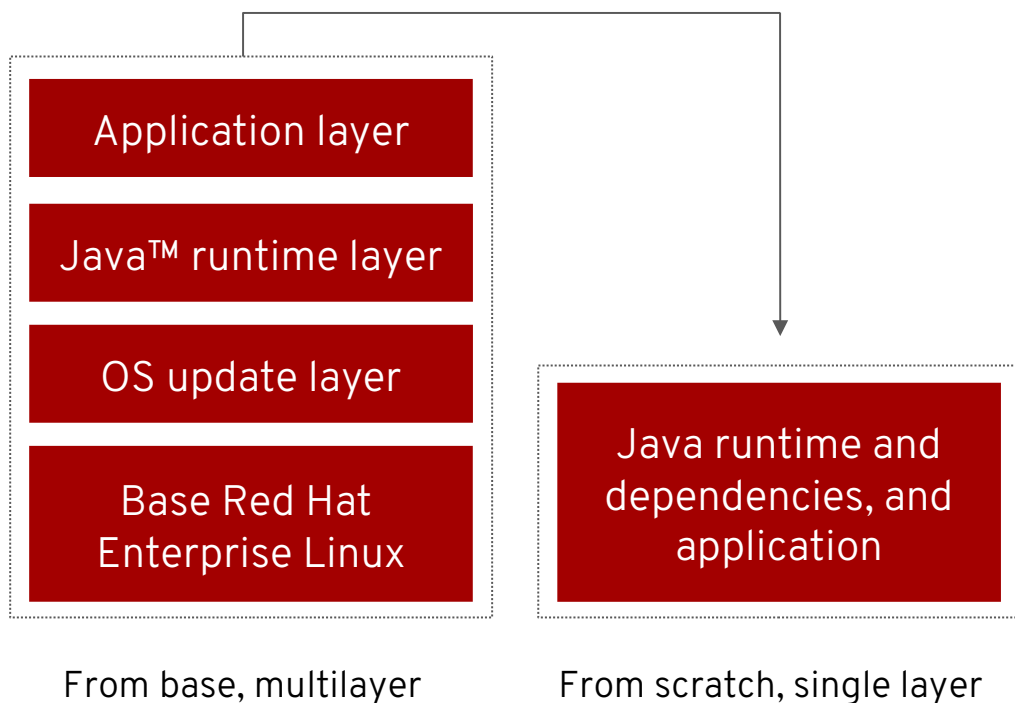 Application layer
Java™ runtime layer
OS update layer
Base Red Hat
Enterprise Linux
From base, multilayer
Java runtime and
dependencies, and
application
From scratch, single layer